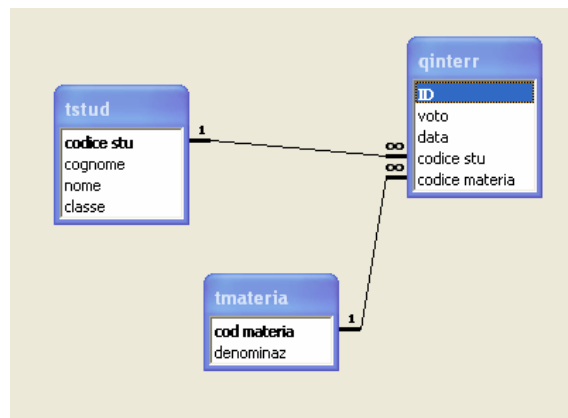 tstud
codice stu
cognome
nome
classe
1
qinterr
ID
voto
data
codice stu
codice materia
∞
∞
tmateria
cod materia
denominaz
1